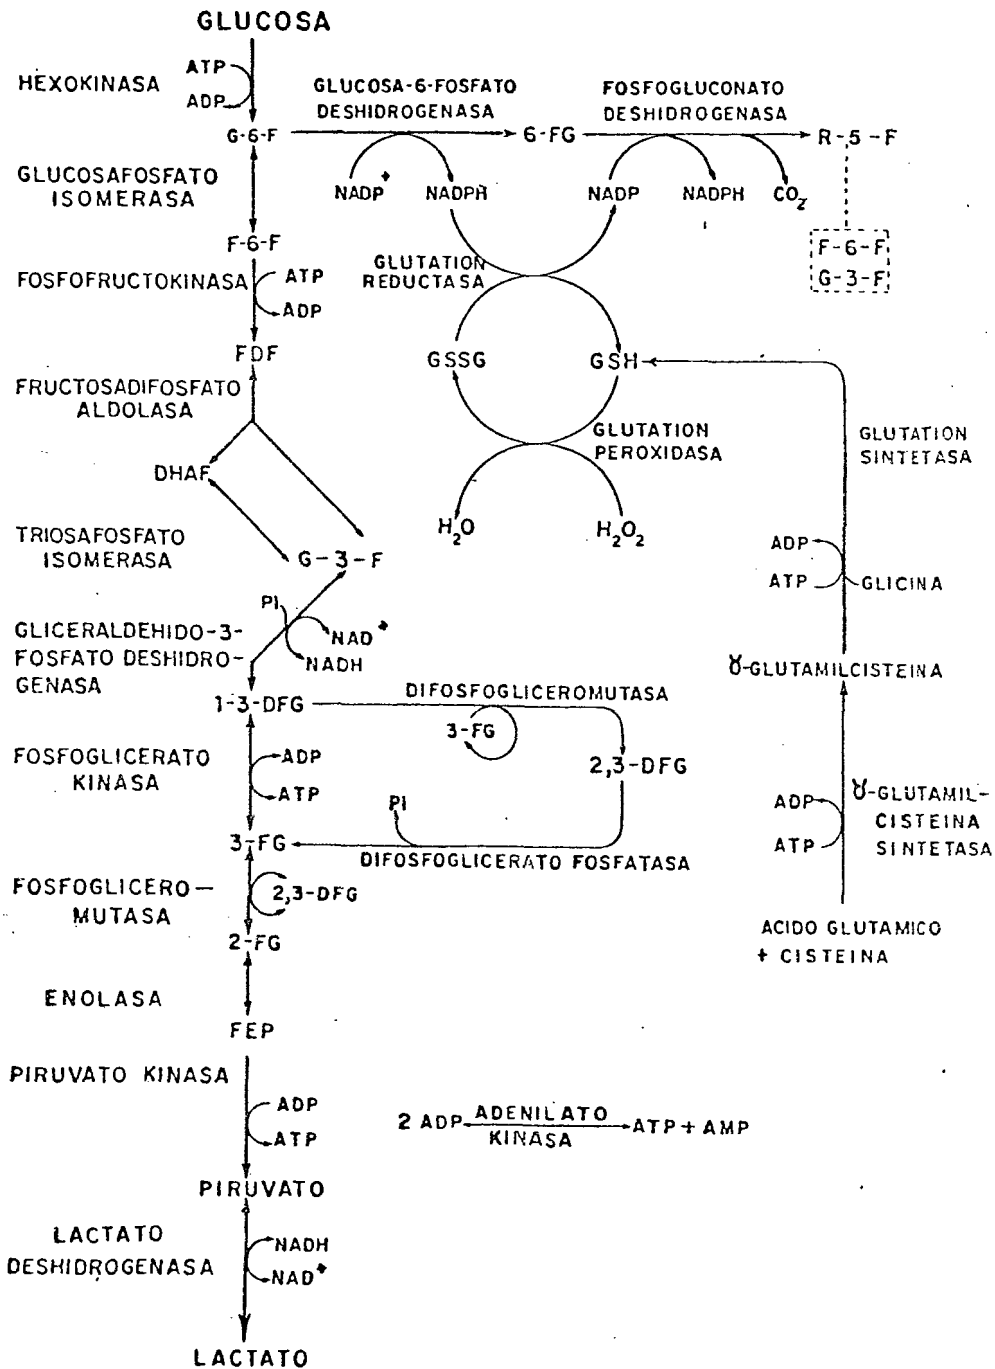 GLUCOSA
HEXOKINASA
ATP
ADP
GLUCOSA-6-FOSFATO
DESHIDROGENASA
FOSFOGLUCONATO
DESHIDROGENASA
G-6-F
6-FG
R-5-F
NADP+
NADPH
NADP
NADPH
CO2
GLUCOSAFOSFATO
ISOMERASA
F-6-F
F-6-F
G-3-F
GLUTATION
REDUCTASA
FOSFOFRUCTOKINASA
ATP
ADP
FDF
GSSG
GSH
FRUCTOSADIFOSFATO
ALDOLASA
GLUTATION
PEROXIDASA
GLUTATION
SINTETASA
DHAF
H2O
H2O2
TRIOSAFOSFATO
ISOMERASA
G-3-F
ADP
ATP
GLICINA
PI
NAD+
NADH
GLICERALDEHIDO-3-
FOSFATO DESHIDRO-
GENASA
ɣ-GLUTAMILCISTEINA
1-3-DFG
DIFOSFOGLICEROMUTASA
3-FG
2,3-DFG
FOSFOGLICERATO
KINASA
ADP
ATP
PI
ADP
ATP
ɣ-GLUTAMIL-
CISTEINA
SINTETASA
3-FG
DIFOSFOGLICERATO FOSFATASA
FOSFOGLICERO-
MUTASA
2,3-DFG
2-FG
ACIDO GLUTAMICO
+ CISTEINA
ENOLASA
FEP
PIRUVATO KINASA
ADP
ATP
2 ADP
ADENILATO
KINASA
ATP + AMP
PIRUVATO
LACTATO
DESHIDROGENASA
NADH
NAD+
LACTATO